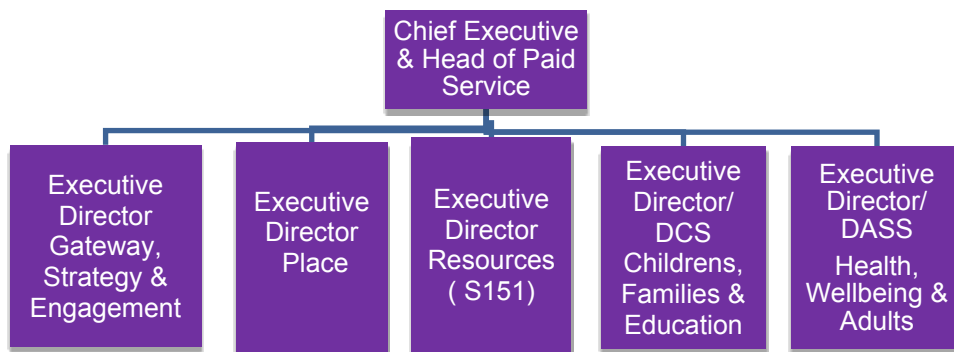 Chief Executive
& Head of Paid
Service
Executive
Director
Gateway,
Strategy &
Engagement
Executive
Director
Place
Executive
Director
Resources
( S151)
Executive
Director/
DCS
Childrens,
Families &
Education
Executive
Director/
DASS
Health,
Wellbeing &
Adults